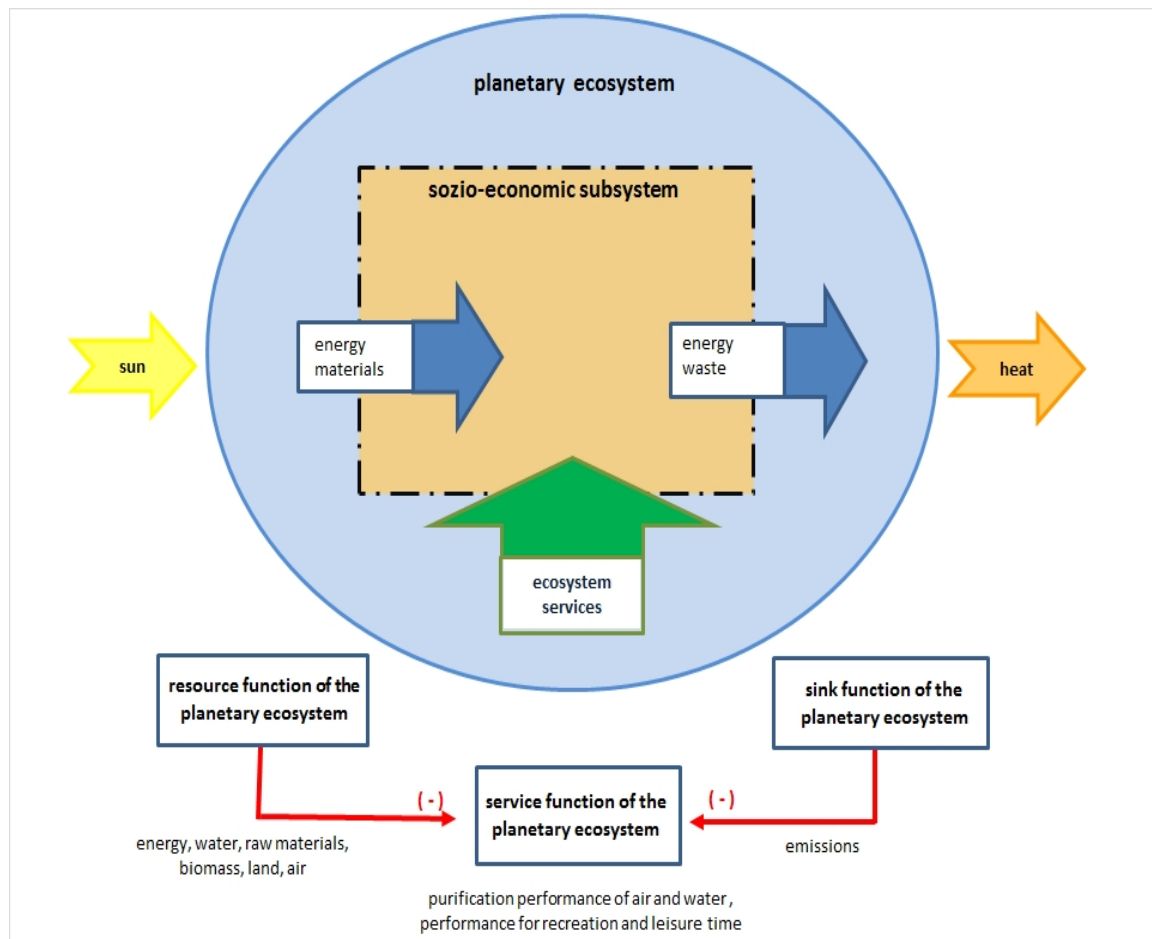 planetary ecosystem
sozio-economic subsystem
sun
energy
materials
energy
waste
heat
ecosystem
services
resource function of the
planetary ecosystem
sink function of the
planetary ecosystem
( - )
service function of the
planetary ecosystem
( - )
energy, water, raw materials,
biomass, land, air
emissions
purification performance of air and water ,
performance for recreation and leisure time